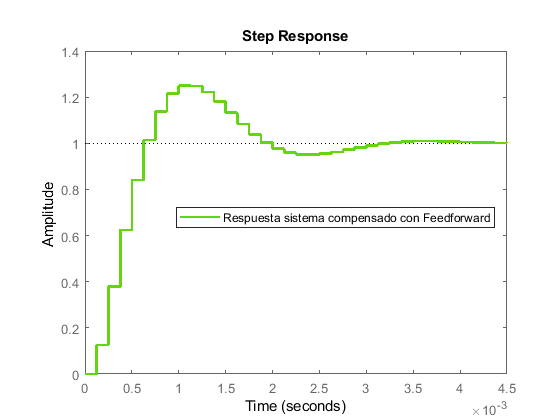 Step Response
1.4
1.2
1
0.8
0.6
0.4
0.2
0
Amplitude
Respuesta sistema compensado con Feedforward
0 0.5 1 1.5 2 2.5 3 3.5 4 4.5
Time (seconds)
×10⁻³